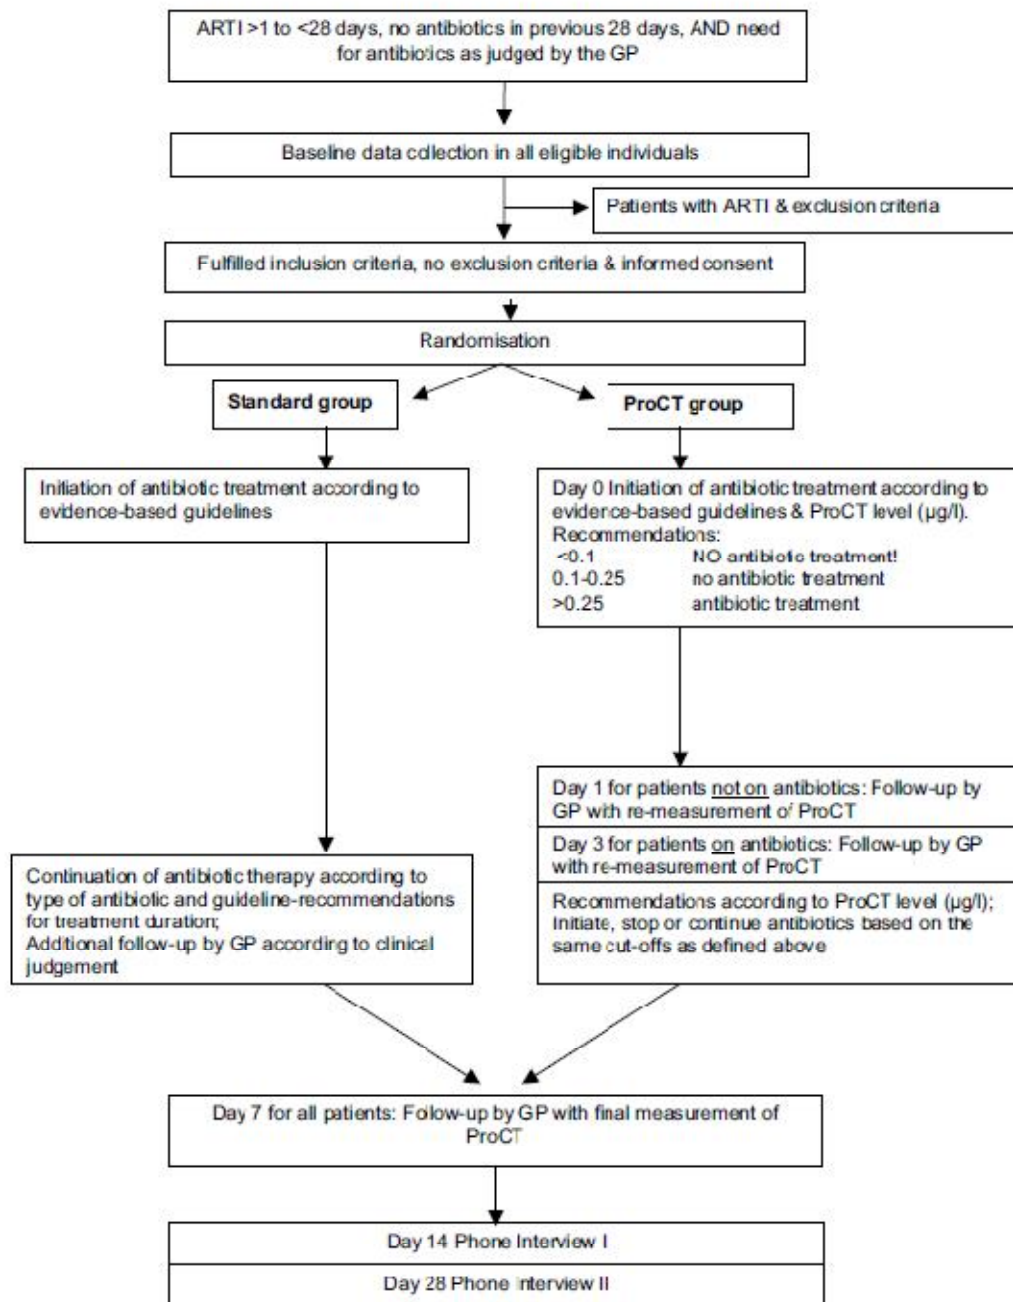 ARTI >1 to <28 days, no antibiotics in previous 28 days, AND need
for antibiotics as judged by the GP
Baseline data collection in all eligible individuals
Patients with ARTI & exclusion criteria
Fulfilled inclusion criteria, no exclusion criteria & informed consent
Randomisation
Standard group
ProCT group
Initiation of antibiotic treatment according to
evidence-based guidelines
Day 0 Initiation of antibiotic treatment according to
evidence-based guidelines & ProCT level (µg/l).
Recommendations:
<0.1 NO antibiotic treatment!
0.1-0.25 no antibiotic treatment
>0.25 antibiotic treatment
Day 1 for patients not on antibiotics: Follow-up by
GP with re-measurement of ProCT
Day 3 for patients on antibiotics: Follow-up by GP
with re-measurement of ProCT
Recommendations according to ProCT level (µg/l);
Initiate, stop or continue antibiotics based on the
same cut-offs as defined above
Continuation of antibiotic therapy according to
type of antibiotic and guideline-recommendations
for treatment duration;
Additional follow-up by GP according to clinical
judgement
Day 7 for all patients: Follow-up by GP with final measurement of
ProCT
Day 14 Phone Interview I
Day 28 Phone Interview II